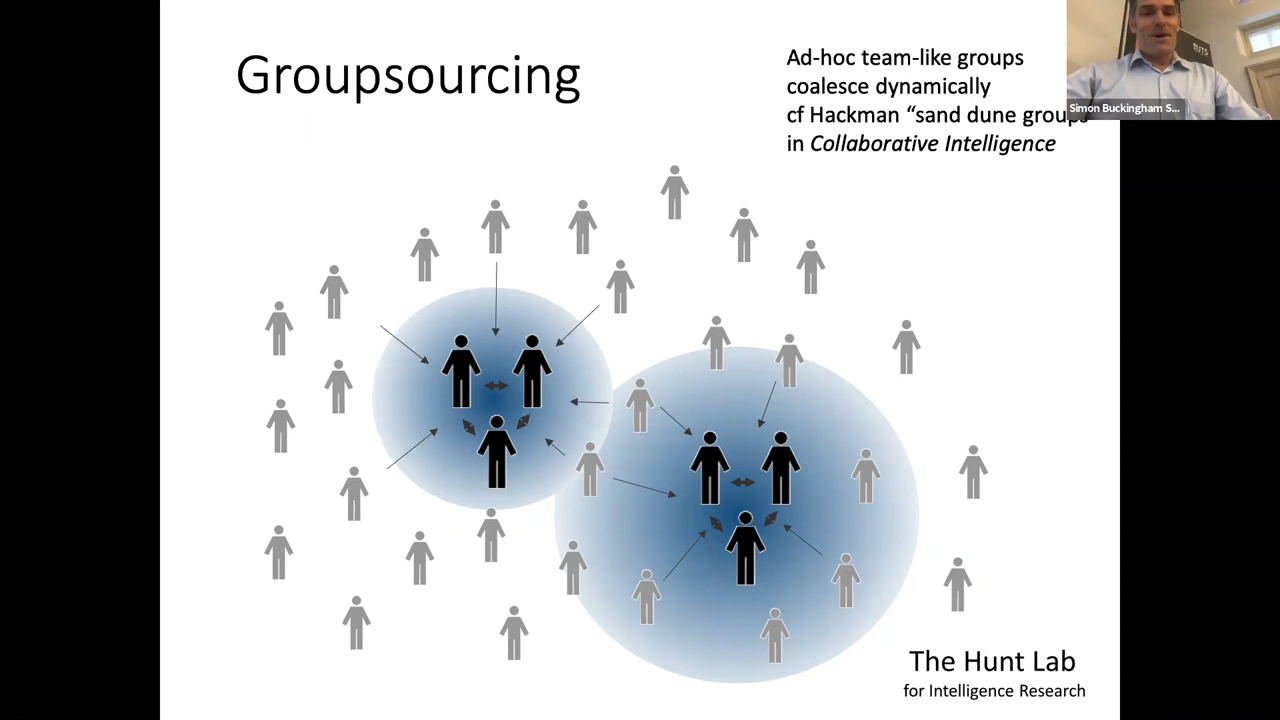 Groupsourcing
Ad-hoc team-like groups
coalesce dynamically
cf Hackman “sand dune groups
in Collaborative Intelligence
UTS
Simon Buckingham S...
The Hunt Lab
for Intelligence Research